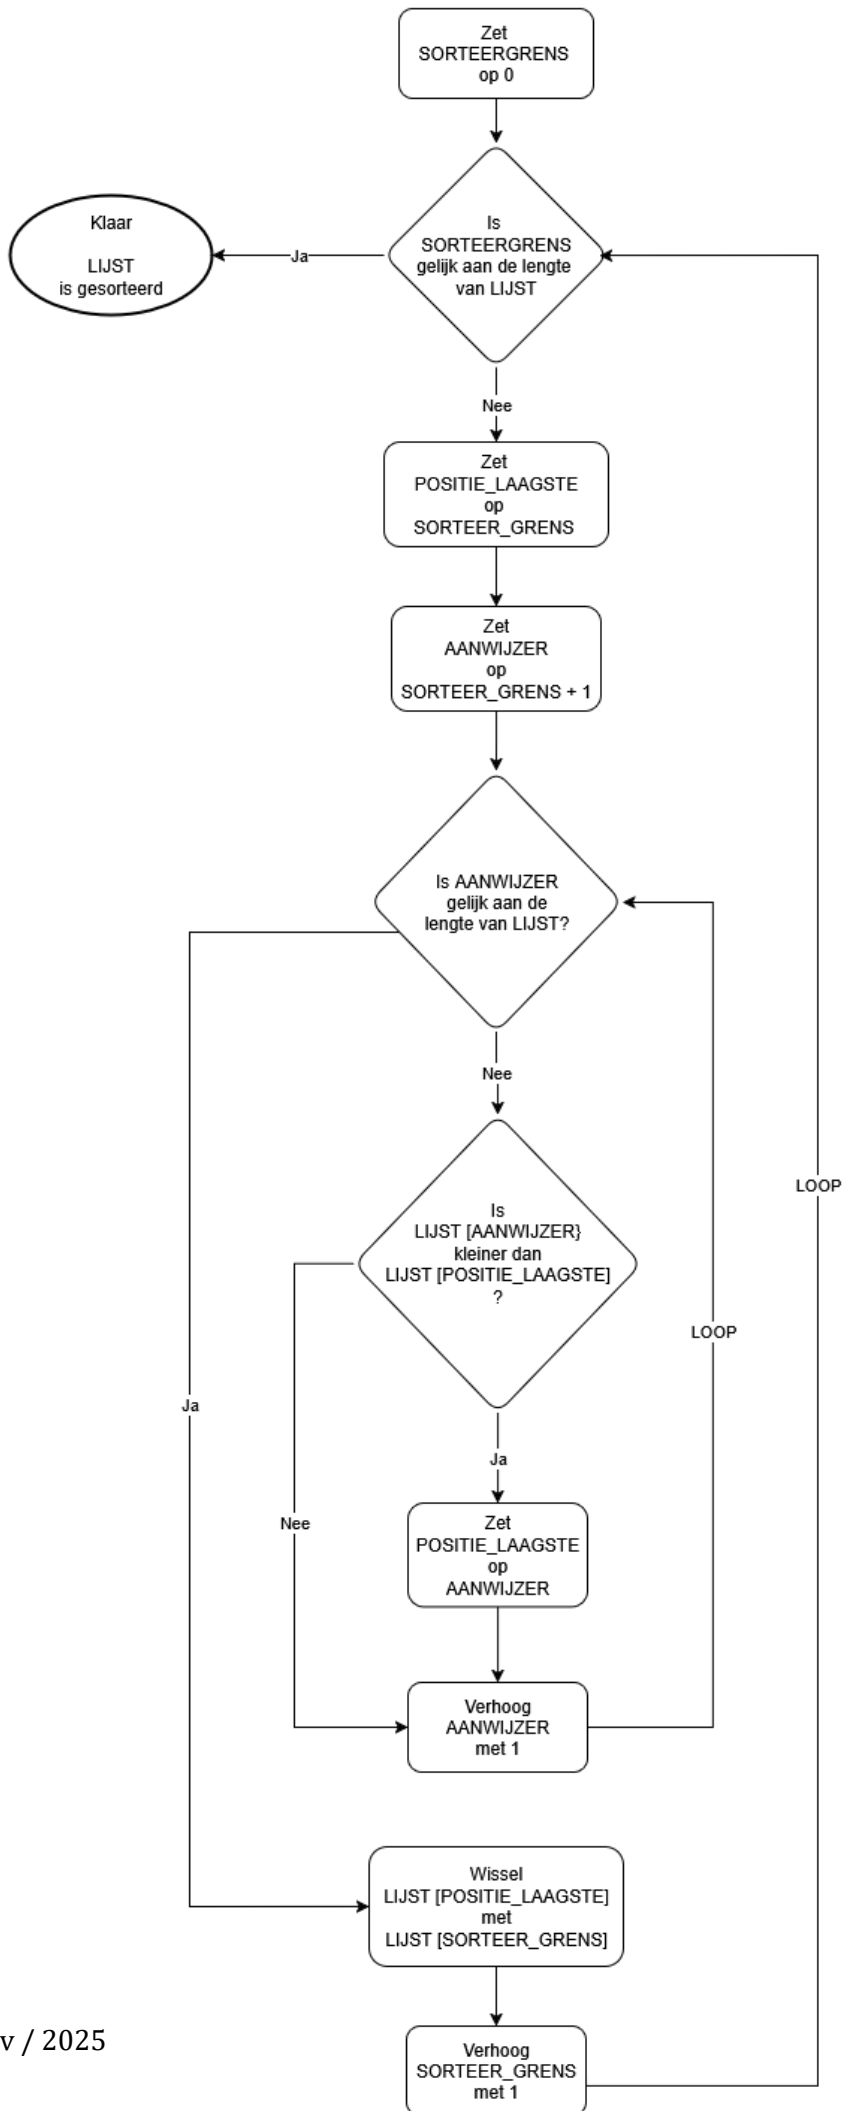 Zet
SORTEERGRENS
op 0
Is
SORTEERGRENS
gelijk aan de lengte
van LIJST
Ja
Klaar
LIJST
is gesorteerd
Nee
Zet
POSITIE_LAAGSTE
op
SORTEER_GRENS
Zet
AANWIJZER
op
SORTEER_GRENS + 1
Is AANWIJZER
gelijk aan de
lengte van LIJST?
Nee
Is
LIJST [AANWIJZER}
kleiner dan
LIJST [POSITIE_LAAGSTE]
?
LOOP
LOOP
Ja
Ja
Nee
Zet
POSITIE_LAAGSTE
op
AANWIJZER
Verhoog
AANWIJZER
met 1
Wissel
LIJST [POSITIE_LAAGSTE]
met
LIJST [SORTEER_GRENS]
v / 2025
Verhoog
SORTEER_GRENS
met 1